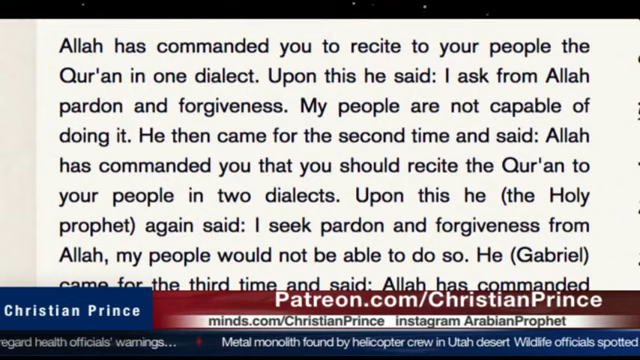 Allah has commanded you to recite to your people the
Qur'an in one dialect. Upon this he said: I ask from Allah
pardon and forgiveness. My people are not capable of
doing it. He then came for the second time and said: Allah
has commanded you that you should recite the Qur'an to
your people in two dialects. Upon this he (the Holy
prophet) again said: I seek pardon and forgiveness from
Allah, my people would not be able to do so. He (Gabriel)
came for the third time and said: Allah has commanded
Christian Prince
Patreon.com/ChristianPrince
minds.com/ChristianPrince instagram ArabianProphet
regard health officials' warnings... Metal monolith found by helicopter crew in Utah desert Wildlife officials spotted